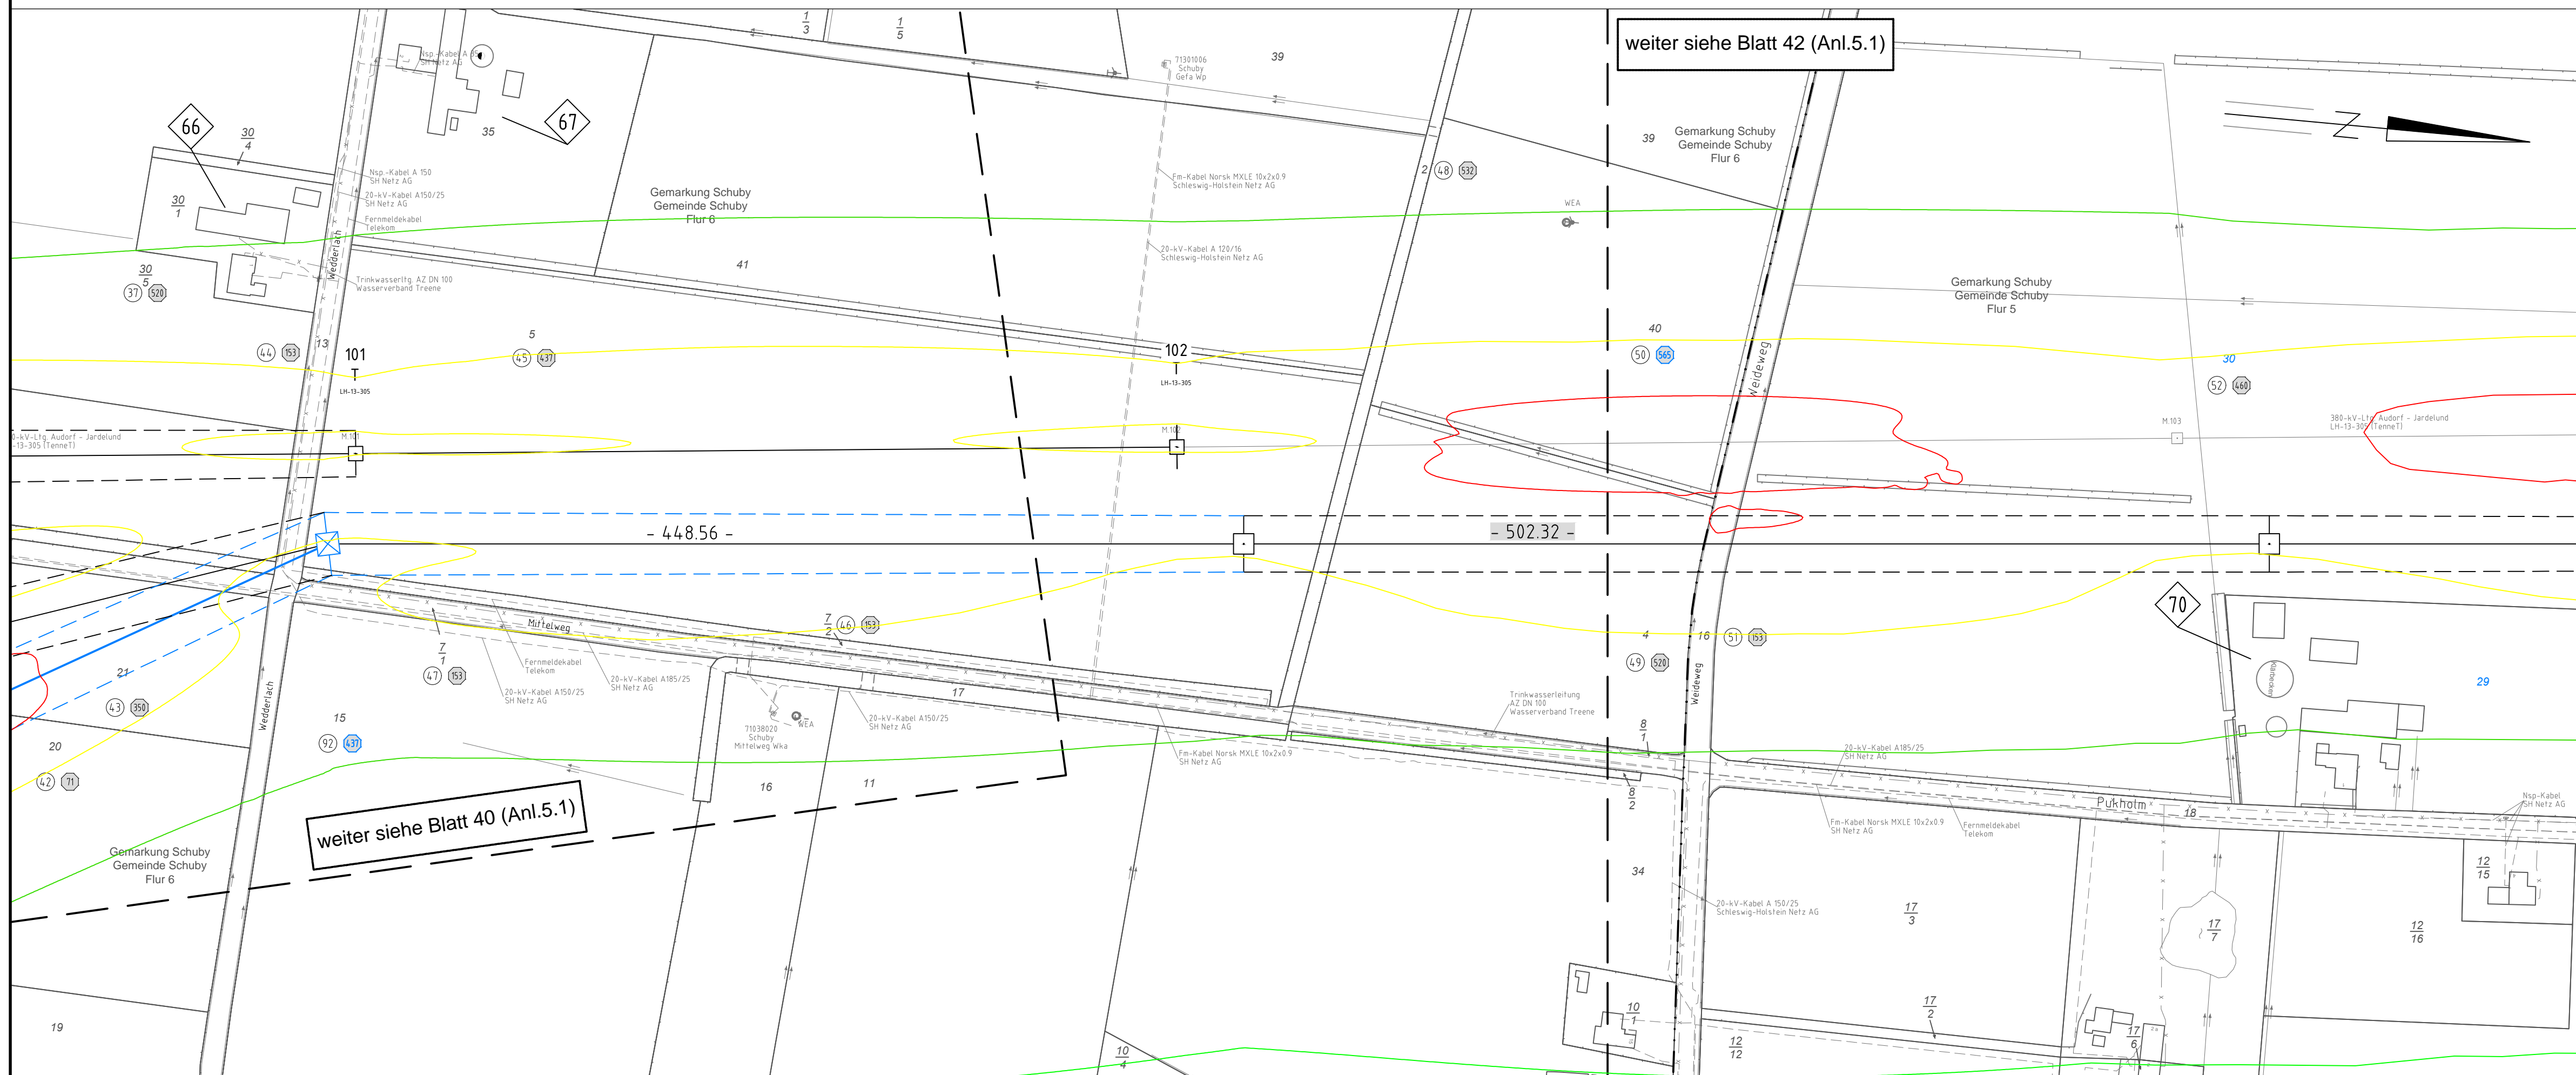 weiter siehe Blatt 42 (Anl.5.1)
1
3
1
5
39
71301006
Schuby
Gefa Wp
Nsp.-Kabel A 95
SH Netz AG
66
67
30
4
35
39
Gemarkung Schuby
Gemeinde Schuby
Flur 6
Nsp.-Kabel A 150
SH Netz AG
20-kV-Kabel A150/25
SH Netz AG
Fernmeldekabel
Telekom
Gemarkung Schuby
Gemeinde Schuby
Flur 6
Fm-Kabel Norsk MXLE 10x2x0.9
Schleswig-Holstein Netz AG
2
48
532
30
1
WEA
Wedderlach
20-kV-Kabel A 120/16
Schleswig-Holstein Netz AG
41
30
5
37
520
Trinkwasserltg. AZ DN 100
Wasserverband Treene
Gemarkung Schuby
Gemeinde Schuby
Flur 5
5
45
437
44
153
13
101
LH-13-305
102
LH-13-305
40
50
565
Weideweg
30
52
460
0-kV-Ltg. Audorf - Jardelund
-13-305 (TenneT)
M.101
M.102
M.103
380-kV-Ltg. Audorf - Jardelund
LH-13-305 (TenneT)
- 448.56 -
- 502.32 -
70
Mittelweg
7
2
46
153
7
1
47
153
4
49
520
16
51
153
Weideweg
Fernmeldekabel
Telekom
20-kV-Kabel A185/25
SH Netz AG
20-kV-Kabel A150/25
SH Netz AG
21
43
350
Wedderlach
15
92
437
20
42
71
17
71038020
Schuby
Mittelweg Wka
WEA
20-kV-Kabel A150/25
SH Netz AG
Fm-Kabel Norsk MXLE 10x2x0.9
SH Netz AG
Trinkwasserleitung
AZ DN 100
Wasserverband Treene
8
1
8
2
Klärbecken
29
20-kV-Kabel A185/25
SH Netz AG
Pukholm
18
Nsp-Kabel
SH Netz AG
Fm-Kabel Norsk MXLE 10x2x0.9
SH Netz AG
Fernmeldekabel
Telekom
16
11
weiter siehe Blatt 40 (Anl.5.1)
Gemarkung Schuby
Gemeinde Schuby
Flur 6
34
20-kV-Kabel A 150/25
Schleswig-Holstein Netz AG
17
3
17
7
12
15
12
16
19
10
4
10
1
12
12
17
2
17
6